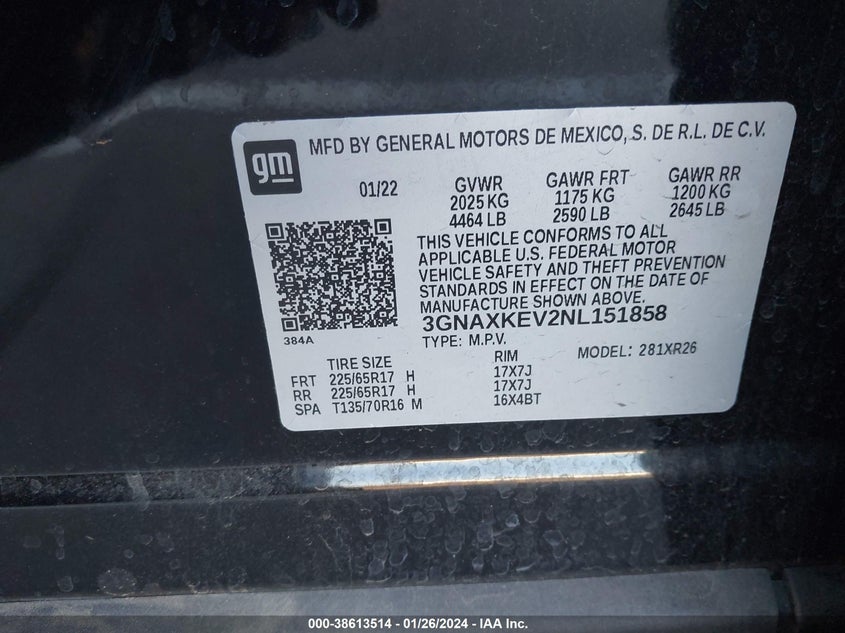 gm
MFD BY GENERAL MOTORS DE MEXICO, S. DE R.L. DE C.V.
01/22 GVWR GAWR FRT GAWR RR
2025 KG 1175 KG 1200 KG
4464 LB 2590 LB 2645 LB
THIS VEHICLE CONFORMS TO ALL
APPLICABLE U.S. FEDERAL MOTOR
VEHICLE SAFETY AND THEFT PREVENTION
STANDARDS IN EFFECT ON THE DATE OF
MANUFACTURE SHOWN ABOVE.
3GNAXKEV2NL151858
384A
TYPE: M.P.V. MODEL: 281XR26
TIRE SIZE RIM
FRT 225/65R17 H 17X7J
RR 225/65R17 H 17X7J
SPA T135/70R16 M 16X4BT
000-38613514 - 01/26/2024 - IAA Inc.